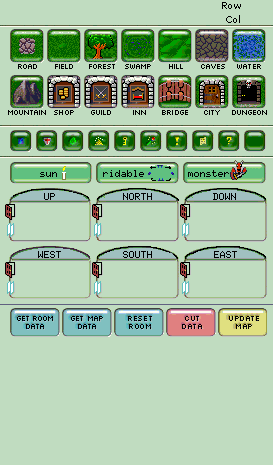 Row
Col
ROAD FIELD FOREST SWAMP HILL CAVES WATER
MOUNTAIN SHOP GUILD INN BRIDGE CITY DUNGEON
sun ridable monster
UP NORTH DOWN
WEST SOUTH EAST
GET ROOM GET MAP RESET CUT UPDATE
DATA DATA ROOM DATA MAP